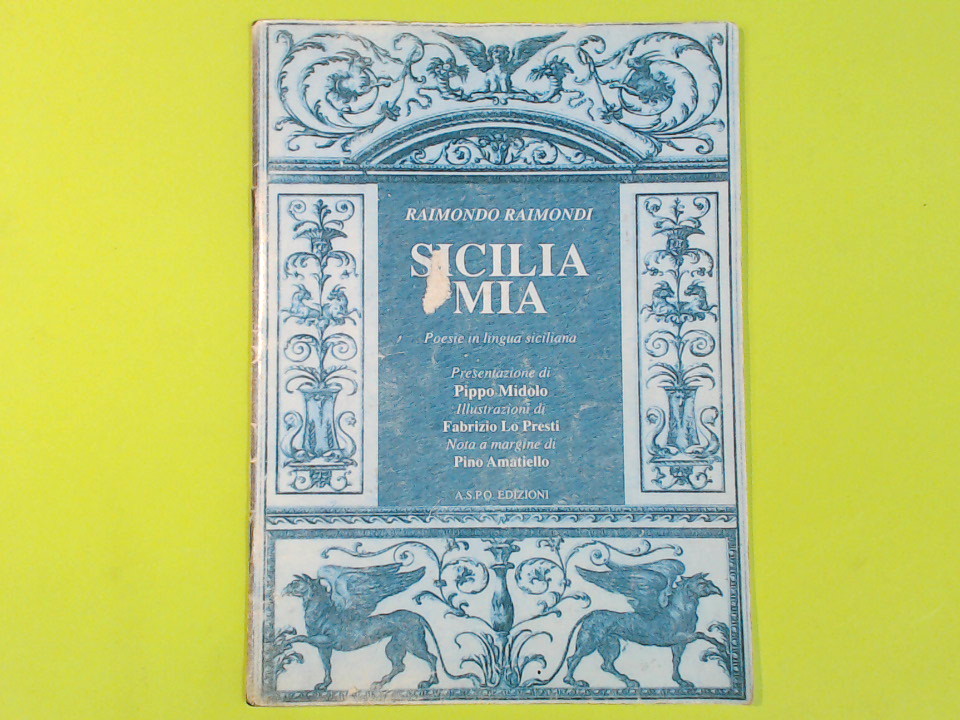 RAIMONDO RAIMONDI
SICILIA
MIA
Poesie in lingua siciliana
Presentazione di
Pippo Midolo
Illustrazioni di
Fabrizio Lo Presti
Nota a margine di
Pino Amatiello
A.S.P.Q. EDIZIONI